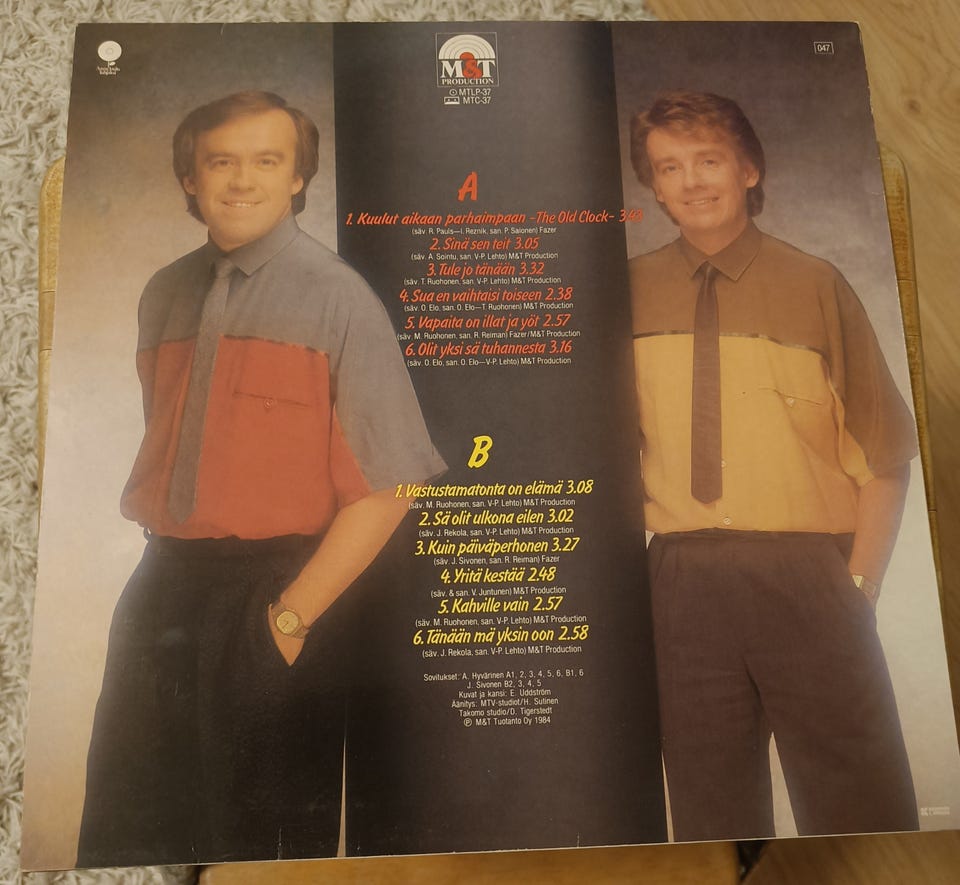 047
M&T
PRODUCTION
MTLP-37
MTC-37
A
1. Kuulut aikaan parhaimpaan -The Old Clock- 3.43
(säv. R. Pauls—I. Reznik, san. P. Salonen) Fazer
2. Sinä sen teit 3.05
(säv. A. Sointu, san. V-P. Lehto) M&T Production
3. Tule jo tänään 3.32
(säv. T. Ruohonen, san. V-P. Lehto) M&T Production
4. Sua en vaihtaisi toiseen 2.38
(säv. O. Elo, san. O. Elo—T. Ruohonen) M&T Production
5. Vapaita on illat ja yöt 2.57
(säv. M. Ruohonen, san. R. Reiman) Fazer/M&T Production
6. Olit yksi sä tuhannesta 3.16
(säv. O. Elo, san. O. Elo—V-P. Lehto) M&T Production
B
1. Vastustamatonta on elämä 3.08
(säv. M. Ruohonen, san. V-P. Lehto) M&T Production
2. Sä olit ulkona eilen 3.02
(säv. J. Rekola, san. V-P. Lehto) M&T Production
3. Kuin päiväperhonen 3.27
(säv. J. Sivonen, san. R. Reiman) Fazer
4. Yritä kestää 2.48
(säv. & san. V. Juntunen) M&T Production
5. Kahville vain 2.57
(säv. M. Ruohonen, san. V-P. Lehto) M&T Production
6. Tänään mä yksin oon 2.58
(säv. J. Rekola, san. V-P. Lehto) M&T Production
Sovitukset: A. Hyvärinen A1, 2, 3, 4, 5, 6, B1, 6
J. Sivonen B2, 3, 4, 5
Kuvat ja kansi: E. Uddström
Äänitys: MTV-studiot/H. Sutinen
Takomo studio/D. Tigerstedt
Ⓟ M&T Tuotanto Oy 1984